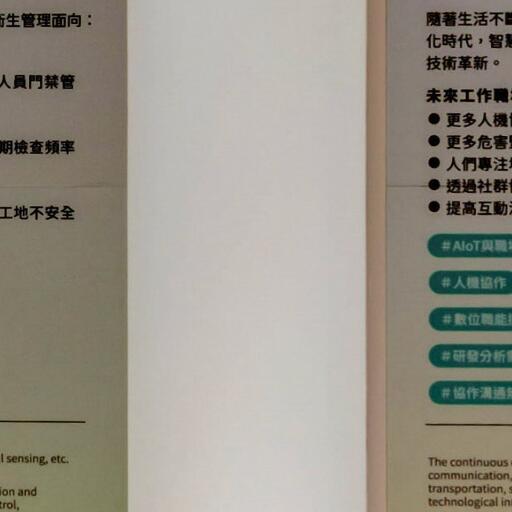 衛生管理面向：
人員門禁管
期檢查頻率
工地不安全
l sensing, etc.
ion and
trol,
隨著生活不斷
化時代，智慧
技術革新。
未來工作職場
● 更多人機協
● 更多危害
● 人們專注
● 透過社群
● 提高互動
#AIoT與職場
#人機協作
#數位職能
#研發分析
#協作溝通
The continuous
communication,
transportation, s
technological in